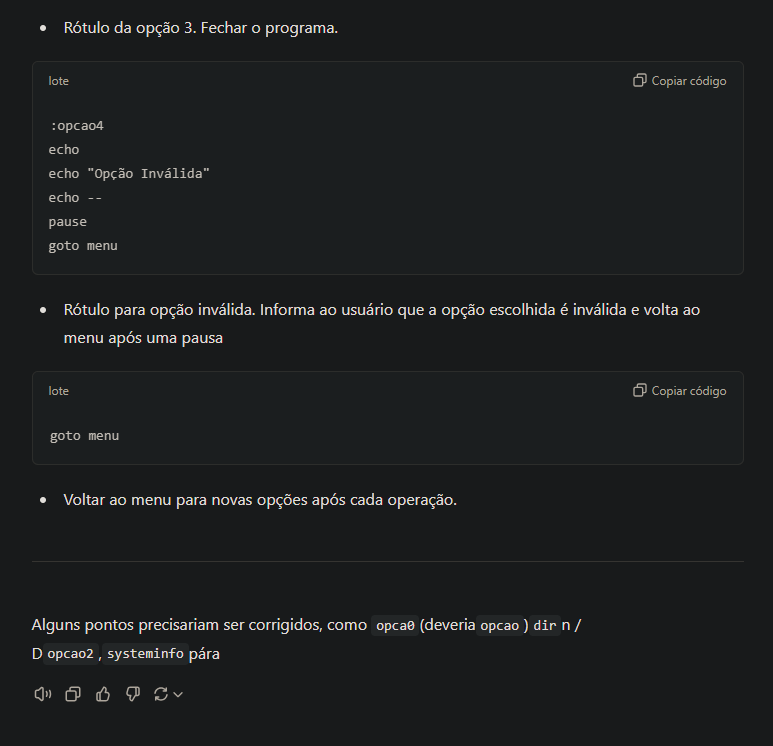 Rótulo da opção 3. Fechar o programa.
lote
Copiar código
:opcao4
echo
echo "Opção Inválida"
echo --
pause
goto menu
Rótulo para opção inválida. Informa ao usuário que a opção escolhida é inválida e volta ao
menu após uma pausa
lote
Copiar código
goto menu
Voltar ao menu para novas opções após cada operação.
Alguns pontos precisariam ser corrigidos, como opca0 (deveria opcao ) dir n /
D opcao2 , systeminfo pára